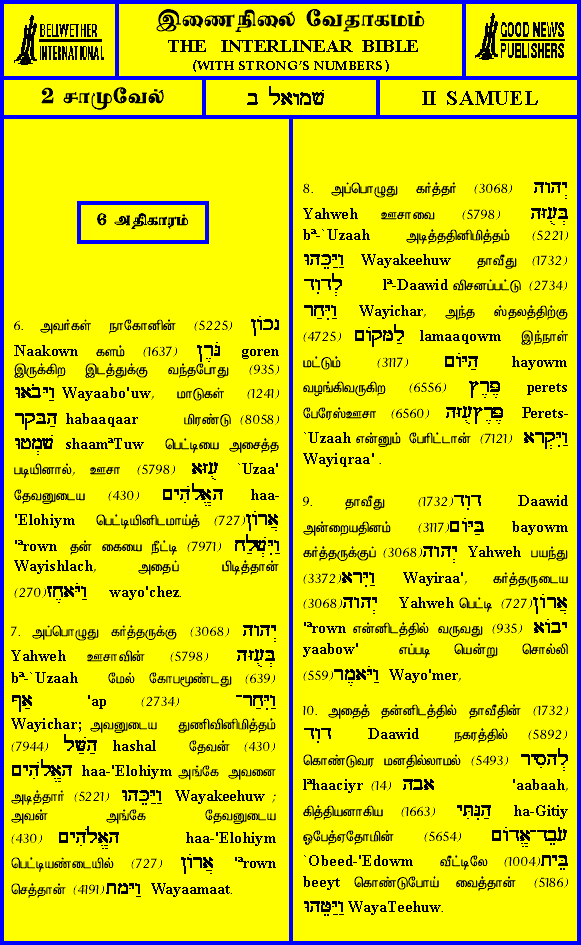 BELLWETHER
INTERNATIONAL
இணைநிலை வேதாகமம்
THE INTERLINEAR BIBLE
(WITH STRONG'S NUMBERS)
GOOD NEWS
PUBLISHERS
2 சாமுவேல்
שמואל ב
II SAMUEL
6 அதிகாரம்
6. அவர்கள் நாகோனின் (5225) נכון
Naakown களம் (1637) גֹּרֶן goren
இருக்கிற இடத்துக்கு வந்தபோது (935)
וַיָּבֹאוּ Wayaabo'uw, மாடுகள் (1241)
הַבָּקָר habaaqaar மிரண்டு (8058)
שָׁמְטוּ shaamªTuw பெட்டியை அசைத்த
படியினால், ஊசா (5798) עֻזָּא `Uzaa'
தேவனுடைய (430) הָאֱלֹהִים haa-
'Elohiym பெட்டியினிடமாய்த் (727) אֲרוֹן
'ªrown தன் கையை நீட்டி (7971) וַיִּשְׁלַח
Wayishlach, அதைப் பிடித்தான்
(270) וַיֹּאחֶז wayo'chez.
7. அப்பொழுது கர்த்தருக்கு (3068) יְהוָה
Yahweh ஊசாவின் (5798) בְּעֻזָּה
bª-`Uzaah மேல் கோபமூண்டது (639)
אַף 'ap (2734) וַיִּחַר־
Wayichar; அவனுடைய துணிவினிமித்தம்
(7944) הַשַּׁל hashal தேவன் (430)
הָאֱלֹהִים haa-'Elohiym அங்கே அவனை
அடித்தார் (5221) וַיַּכֵּהוּ Wayakeehuw ;
அவன் அங்கே தேவனுடைய
(430) הָאֱלֹהִים haa-'Elohiym
பெட்டியண்டையில் (727) אֲרוֹן 'ªrown
செத்தான் (4191) וַיָּמָת Wayaamaat.
8. அப்பொழுது கர்த்தர் (3068) יְהוָה
Yahweh ஊசாவை (5798) בְּעֻזָּה
bª-`Uzaah அடித்ததினிமித்தம் (5221)
וַיַּכֵּהוּ Wayakeehuw தாவீது (1732)
לְדָוִד lª-Daawid விசனப்பட்டு (2734)
וַיִּחַר Wayichar, அந்த ஸ்தலத்திற்கு
(4725) לַמָּקוֹם lamaaqowm இந்நாள்
மட்டும் (3117) הַיּוֹם hayowm
வழங்கிவருகிற (6556) פֶּרֶץ perets
பேரேஸ்ஊசா (6560) פֶּרֶץ עֻזָּה Perets-
`Uzaah என்னும் பேரிட்டான் (7121) וַיִּקְרָא
Wayiqraa' .
9. தாவீது (1732) דָוִד Daawid
அன்றையதினம் (3117) בַּיּוֹם bayowm
கர்த்தருக்குப் (3068) יְהוָה Yahweh பயந்து
(3372) וַיִּרָא Wayiraa', கர்த்தருடைய
(3068) יְהוָה Yahweh பெட்டி (727) אֲרוֹן
'ªrown என்னிடத்தில் வருவது (935) יָבוֹא
yaabow' எப்படி யென்று சொல்லி
(559) וַיֹּאמֶר Wayo'mer,
10. அதைத் தன்னிடத்தில் தாவீதின் (1732)
דָוִד Daawid நகரத்தில் (5892)
கொண்டுவர மனதில்லாமல் (5493) לְהָסִיר
lªhaaciyr (14) אָבָה 'aabaah,
கித்தியனாகிய (1663) הַגִּתִּי ha-Gitiy
ஓபேத்ஏதோமின் (5654) עֹבֵד־אֱדוֹם
`Obeed-'Edowm வீட்டிலே (1004) בֵּית
beeyt கொண்டுபோய் வைத்தான் (5186)
וַיַּטֵּהוּ WayaTeehuw.